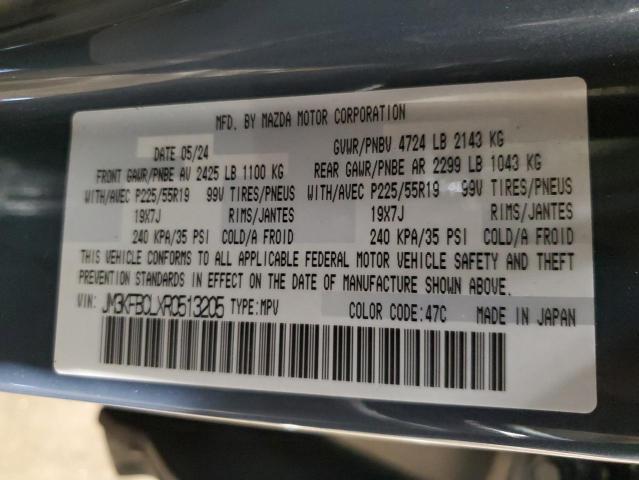 MFD. BY MAZDA MOTOR CORPORATION
DATE 05/24 GVWR/PNBV 4724 LB 2143 KG
FRONT GAWR/PNBE AV 2425 LB 1100 KG REAR GAWR/PNBE AR 2299 LB 1043 KG
WITH/AVEC P225/55R19 99V TIRES/PNEUS WITH/AVEC P225/55R19 99V TIRES/PNEUS
19X7J RIMS/JANTES 19X7J RIMS/JANTES
240 KPA/35 PSI COLD/A FROID 240 KPA/35 PSI COLD/A FROID
THIS VEHICLE CONFORMS TO ALL APPLICABLE FEDERAL MOTOR VEHICLE SAFETY AND THEFT
PREVENTION STANDARDS IN EFFECT ON THE DATE OF MANUFACTURE SHOWN ABOVE.
VIN: JM3KFBCLXR0513205 TYPE:MPV COLOR CODE:47C MADE IN JAPAN